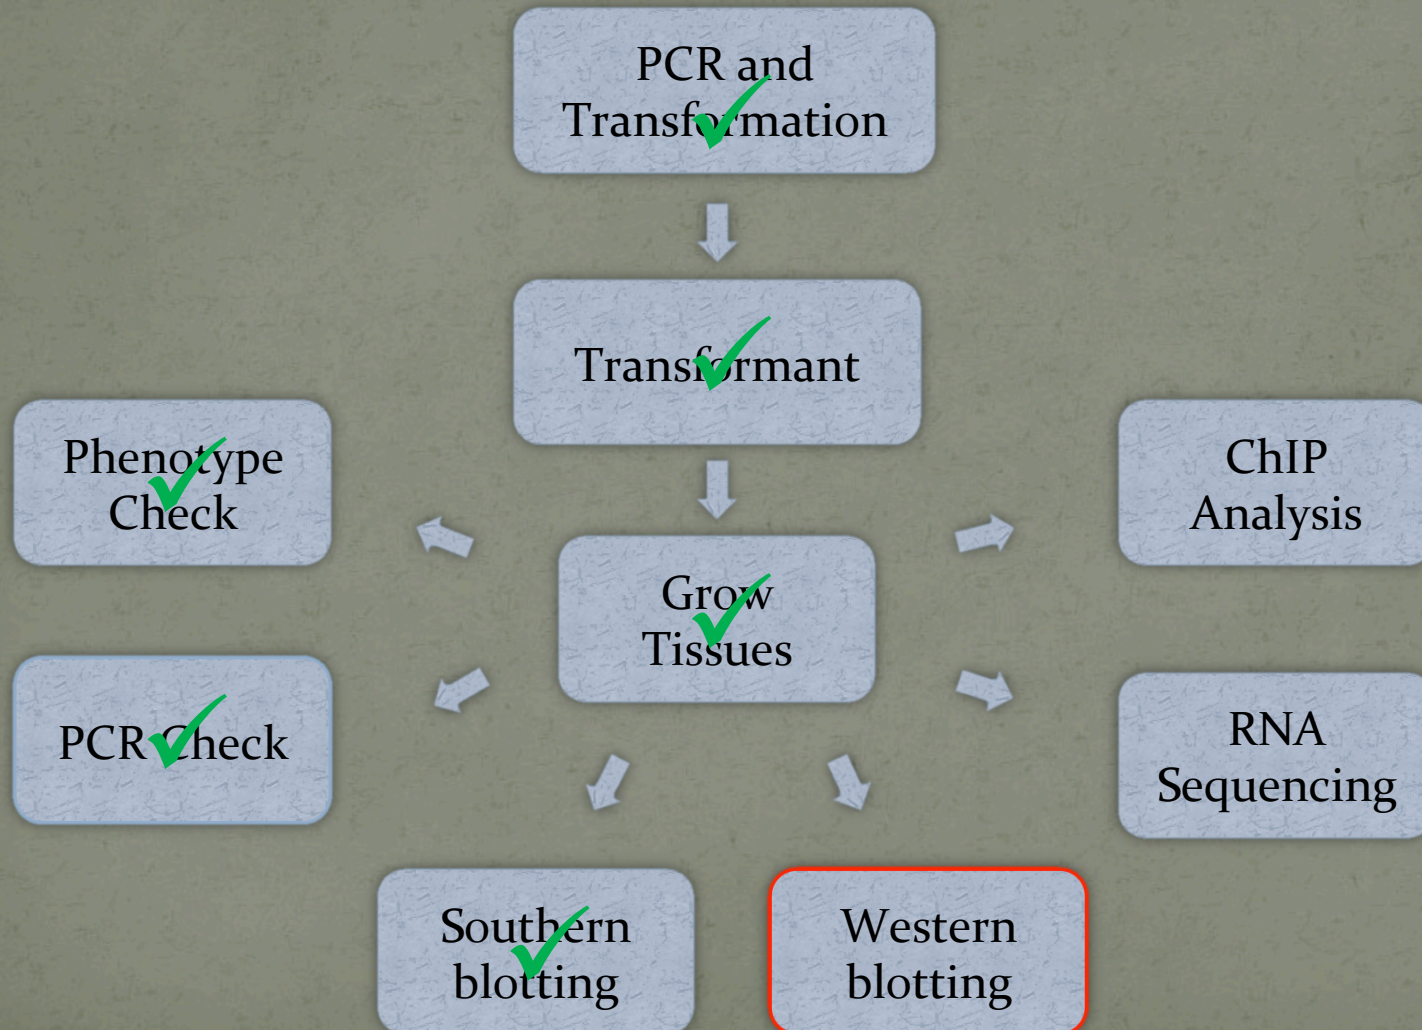 PCR and
Transformation
Transformant
Phenotype
Check
ChIP
Analysis
Grow
Tissues
PCR Check
RNA
Sequencing
Southern
blotting
Western
blotting